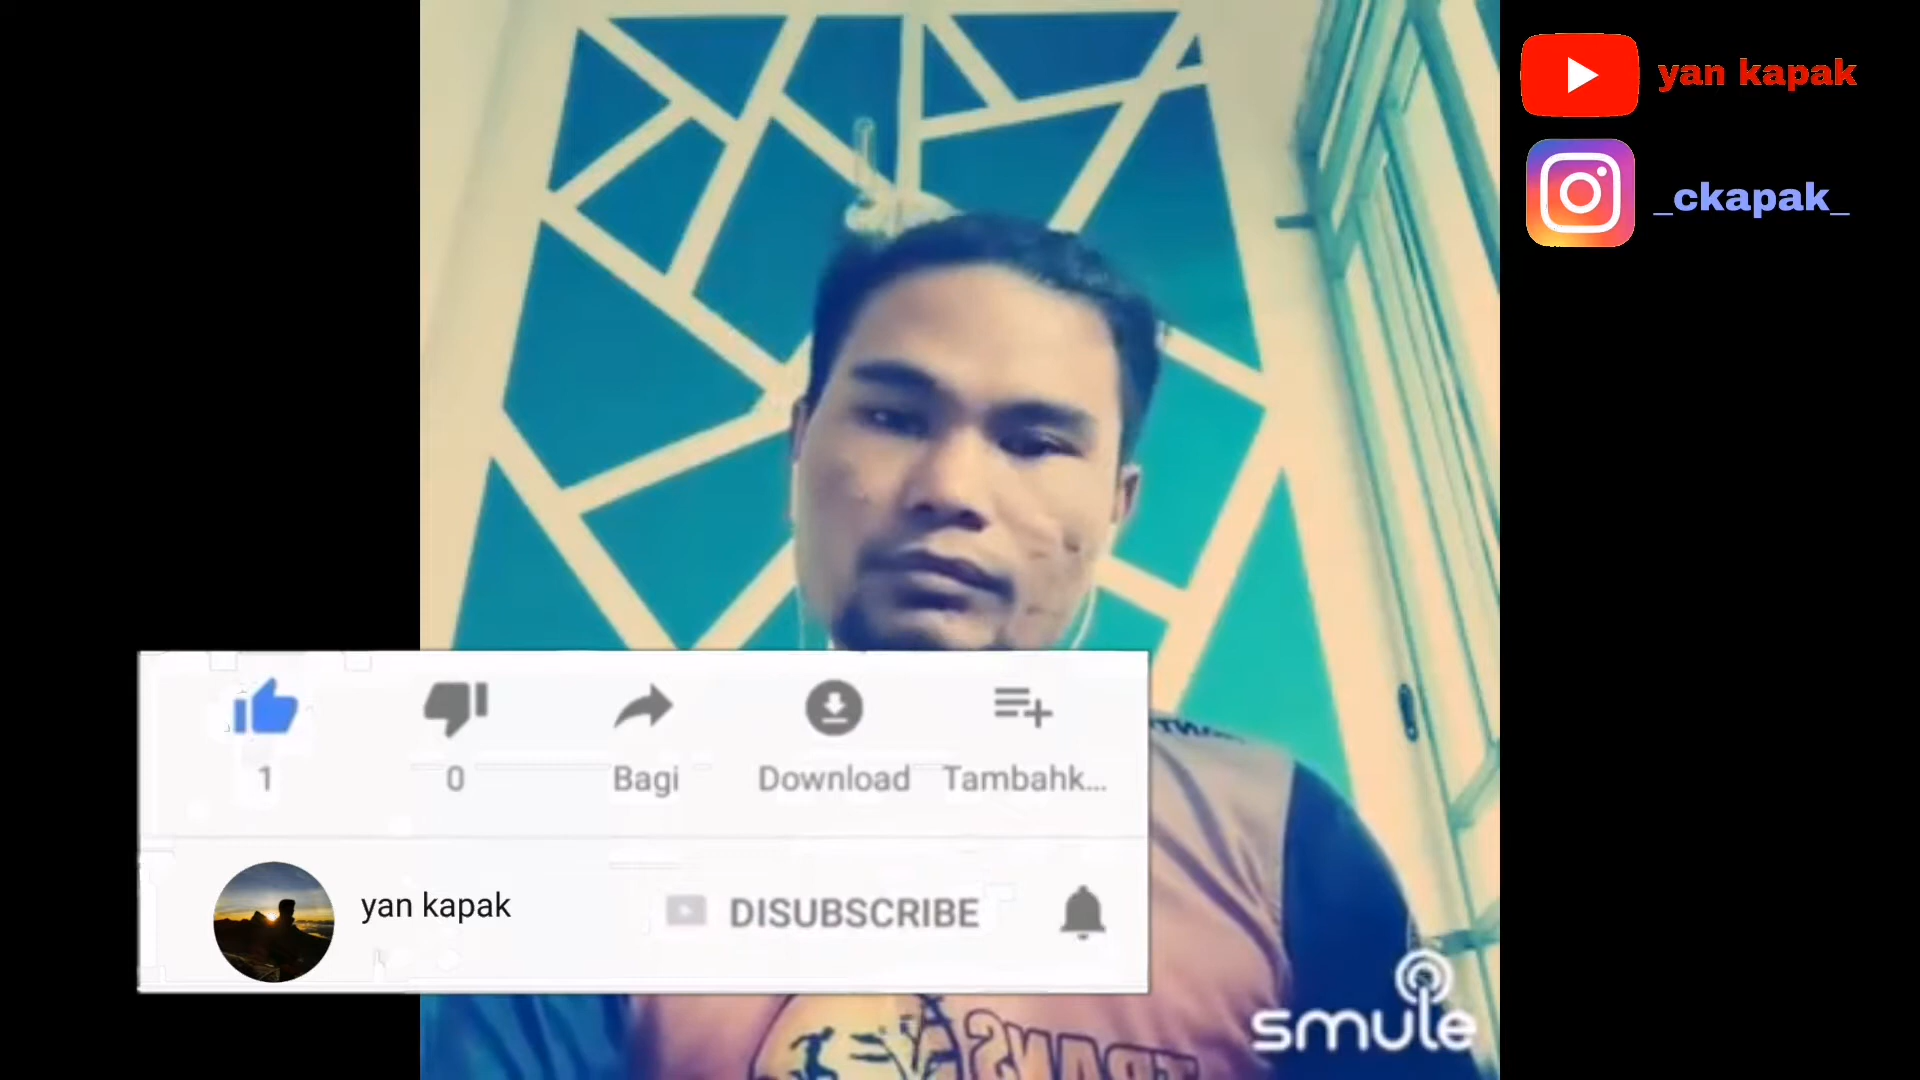 yan kapak
_ckapak_
1
0
Bagi
Download
Tambahk...
yan kapak
DISUBSCRIBE
smule